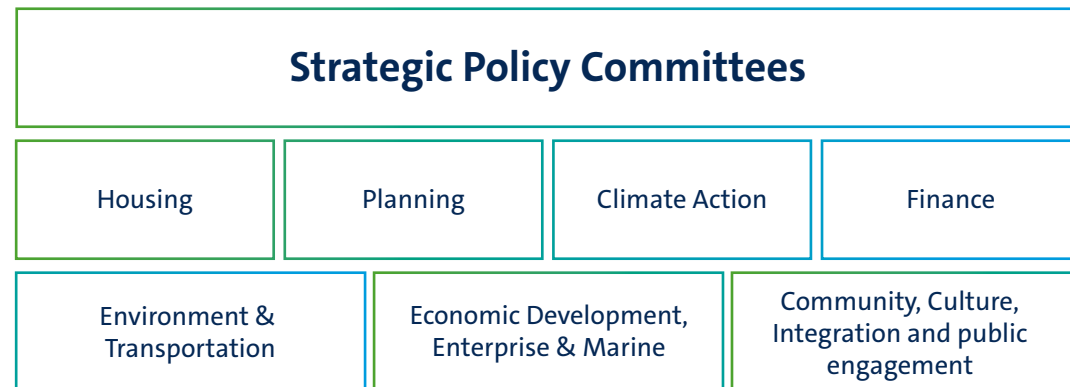 Strategic Policy Committees
Housing
Planning
Climate Action
Finance
Environment &
Transportation
Economic Development,
Enterprise & Marine
Community, Culture,
Integration and public
engagement